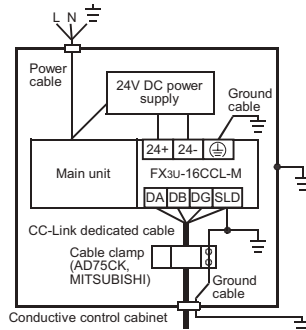 L N
Power
cable
24V DC power
supply
Ground
cable
24+ 24-
Main unit
FX3U-16CCL-M
DA DB DG SLD
CC-Link dedicated cable
Cable clamp
(AD75CK,
MITSUBISHI)
Ground
cable
Conductive control cabinet